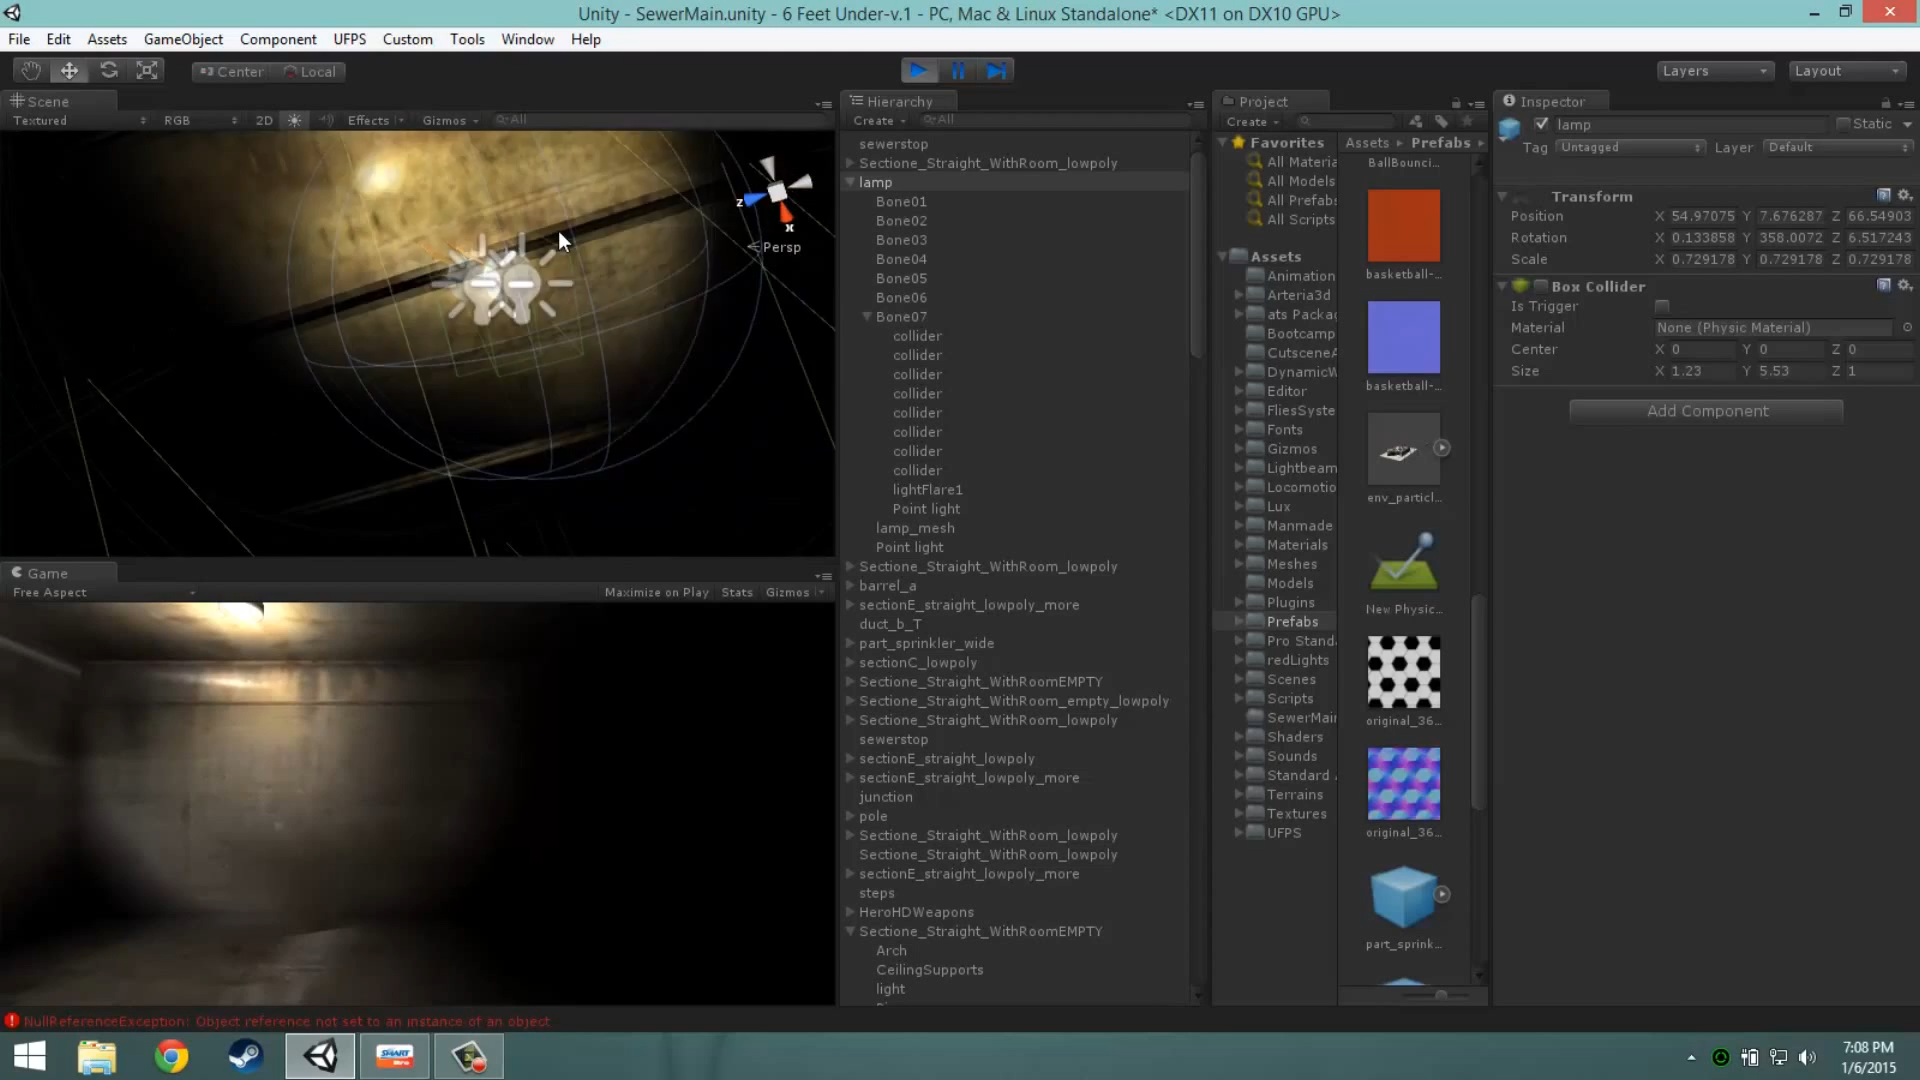 Unity - SewerMain.unity - 6 Feet Under-v.1 - PC, Mac & Linux Standalone* <DX11 on DX10 GPU>
File Edit Assets GameObject Component UFPS Custom Tools Window Help
Center Local Layers Layout
Scene
Textured RGB 2D Effects Gizmos All
z
x
Persp
Game
Free Aspect Maximize on Play Stats Gizmos
Hierarchy
Create All
sewerstop
Sectione_Straight_WithRoom_lowpoly
lamp
Bone01
Bone02
Bone03
Bone04
Bone05
Bone06
Bone07
collider
collider
collider
collider
collider
collider
collider
collider
lightFlare1
Point light
lamp_mesh
Point light
Sectione_Straight_WithRoom_lowpoly
barrel_a
sectionE_straight_lowpoly_more
duct_b_T
part_sprinkler_wide
sectionC_lowpoly
Sectione_Straight_WithRoomEMPTY
Sectione_Straight_WithRoom_empty_lowpoly
Sectione_Straight_WithRoom_lowpoly
sewerstop
sectionE_straight_lowpoly
sectionE_straight_lowpoly_more
junction
pole
Sectione_Straight_WithRoom_lowpoly
Sectione_Straight_WithRoom_lowpoly
sectionE_straight_lowpoly_more
steps
HeroHDWeapons
Sectione_Straight_WithRoomEMPTY
Arch
CeilingSupports
light
Project
Create
Favorites
All Materia
All Models
All Prefabs
All Scripts
Assets
Animation
Arteria3d
ats Packag
Bootcamp
CutsceneA
DynamicW
Editor
FliesSyste
Fonts
Gizmos
Lightbeam
Locomotio
Lux
Manmade
Materials
Meshes
Models
Plugins
Prefabs
Pro Stand
redLights
Scenes
Scripts
SewerMain
Shaders
Sounds
Standard
Terrains
Textures
UFPS
Assets Prefabs
BallBounci...
basketball-...
basketball-...
env_particl...
New Physic...
original_36...
original_36...
part_sprink...
Inspector
lamp Static
Tag Untagged Layer Default
Transform
Position X 54.97075 Y 7.676287 Z 66.54903
Rotation X 0.133858 Y 358.0072 Z 6.517243
Scale X 0.729178 Y 0.729178 Z 0.729178
Box Collider
Is Trigger
Material None (Physic Material)
Center X 0 Y 0 Z 0
Size X 1.23 Y 5.53 Z 1
Add Component
NullReferenceException: Object reference not set to an instance of an object
SMART
7:08 PM
1/6/2015